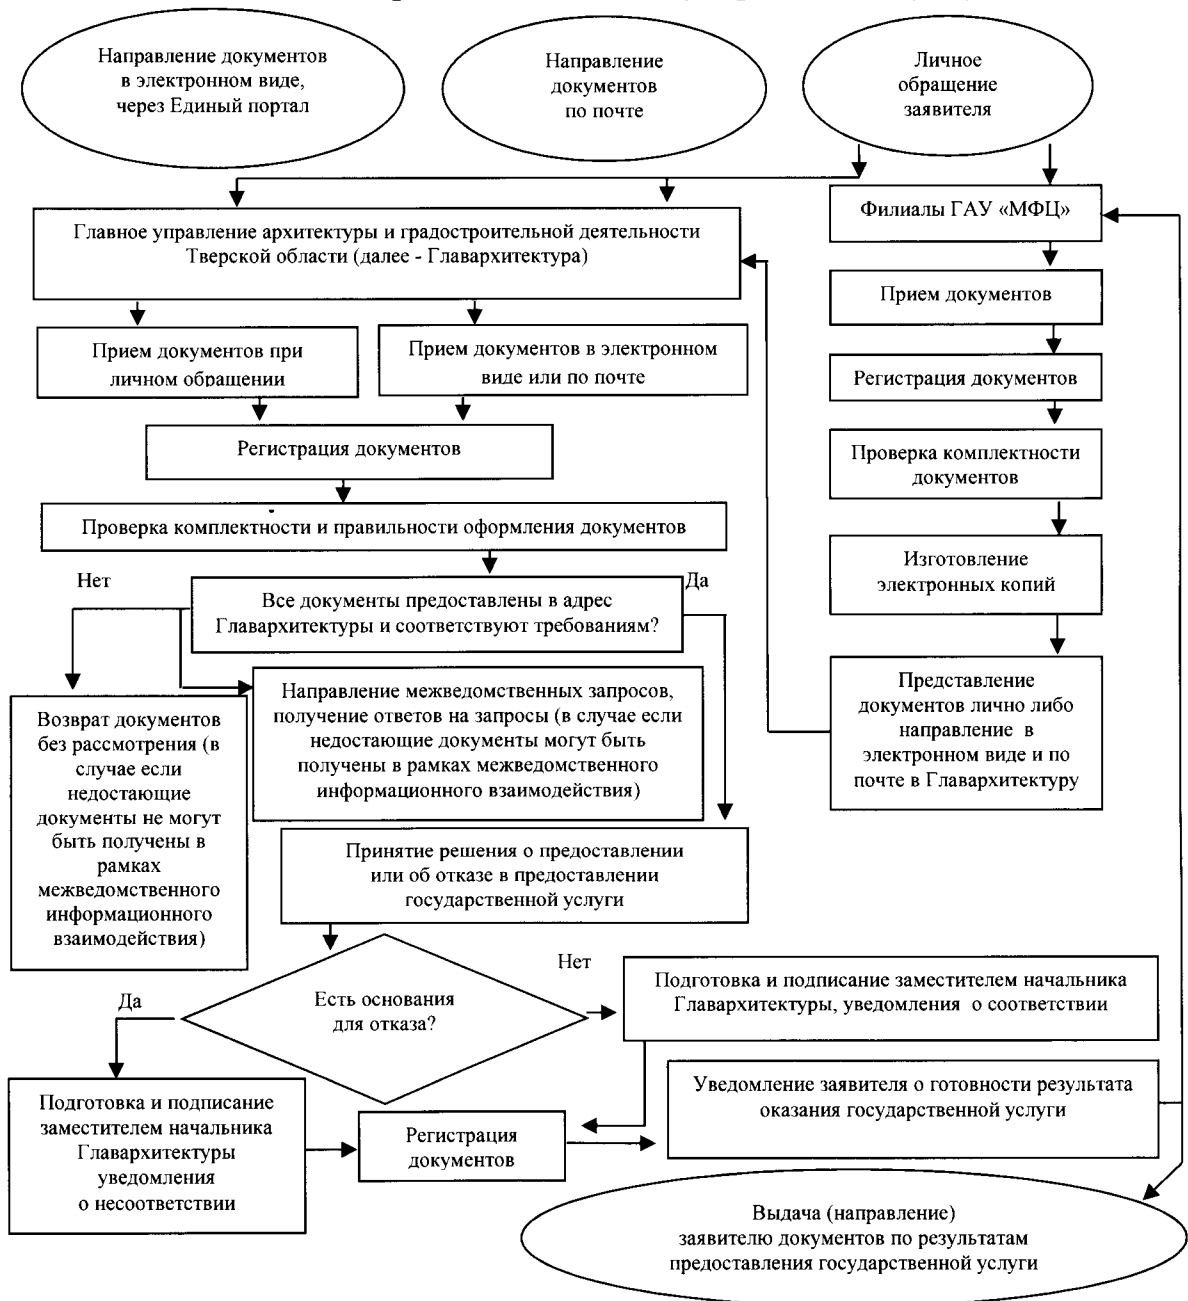 Направление документов
в электронном виде,
через Единый портал
Направление
документов
по почте
Личное
обращение
заявителя
Филиалы ГАУ «МФЦ»
Главное управление архитектуры и градостроительной деятельности
Тверской области (далее - Главархитектура)
Прием документов
Прием документов при
личном обращении
Прием документов в электронном
виде или по почте
Регистрация документов
Регистрация документов
Проверка комплектности
документов
Проверка комплектности и правильности оформления документов
Изготовление
электронных копий
Нет
Да
Все документы предоставлены в адрес
Главархитектуры и соответствуют требованиям?
Представление
документов лично либо
направление в
электронном виде и по
почте в Главархитектуру
Направление межведомственных запросов,
получение ответов на запросы (в случае если
недостающие документы могут быть
получены в рамках межведомственного
информационного взаимодействия)
Возврат документов
без рассмотрения (в
случае если
недостающие
документы не могут
быть получены в
рамках
межведомственного
информационного
взаимодействия)
Принятие решения о предоставлении
или об отказе в предоставлении
государственной услуги
Есть основания
для отказа?
Нет
Да
Подготовка и подписание заместителем начальника
Главархитектуры, уведомления о соответствии
Уведомление заявителя о готовности результата
оказания государственной услуги
Подготовка и подписание
заместителем начальника
Главархитектуры
уведомления
о несоответствии
Регистрация
документов
Выдача (направление)
заявителю документов по результатам
предоставления государственной услуги